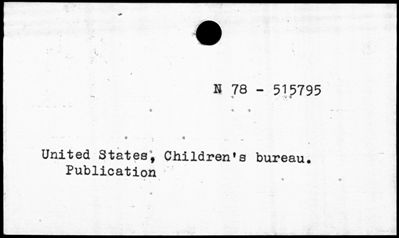 N 78 - 515795
United States, Children's bureau.
Publication